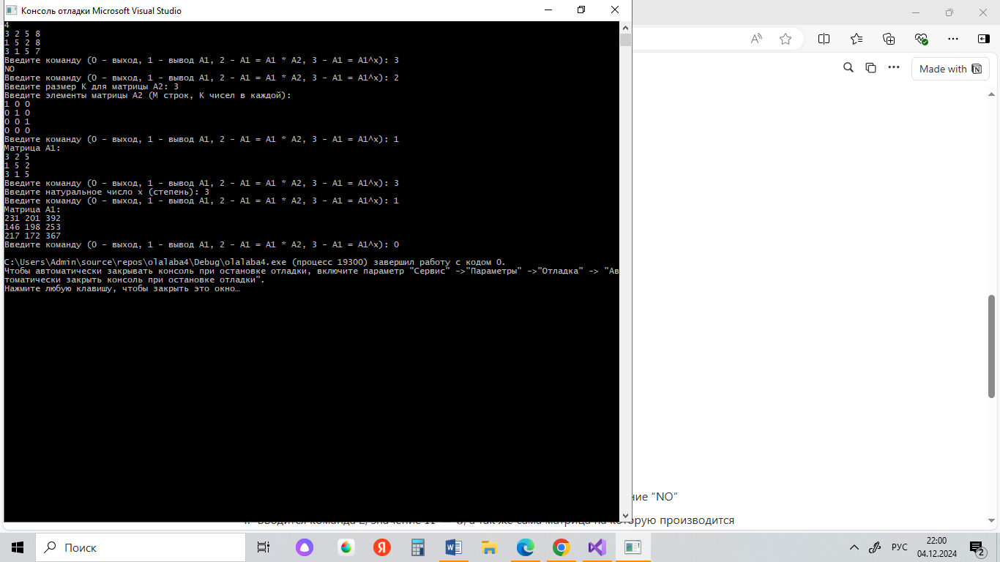 Консоль отладки Microsoft Visual Studio
4
3 2 5 8
1 5 2 8
3 1 5 7
Введите команду (0 - выход, 1 - вывод A1, 2 - A1 = A1 * A2, 3 - A1 = A1^x): 3
NO
Введите команду (0 - выход, 1 - вывод A1, 2 - A1 = A1 * A2, 3 - A1 = A1^x): 2
Введите размер K для матрицы A2: 3
Введите элементы матрицы A2 (M строк, K чисел в каждой):
1 0 0
0 1 0
0 0 1
0 0 0
Введите команду (0 - выход, 1 - вывод A1, 2 - A1 = A1 * A2, 3 - A1 = A1^x): 1
Матрица A1:
3 2 5
1 5 2
3 1 5
Введите команду (0 - выход, 1 - вывод A1, 2 - A1 = A1 * A2, 3 - A1 = A1^x): 3
Введите натуральное число x (степень): 3
Введите команду (0 - выход, 1 - вывод A1, 2 - A1 = A1 * A2, 3 - A1 = A1^x): 1
Матрица A1:
231 201 392
146 198 253
217 172 367
Введите команду (0 - выход, 1 - вывод A1, 2 - A1 = A1 * A2, 3 - A1 = A1^x): 0
C:\Users\Admin\source\repos\olalaba4\Debug\olalaba4.exe (процесс 19300) завершил работу с кодом 0.
Чтобы автоматически закрывать консоль при остановке отладки, включите параметр "Сервис" ->"Параметры" ->"Отладка" -> "Ав
томатически закрыть консоль при остановке отладки".
Нажмите любую клавишу, чтобы закрыть это окно…
Made with
ние “NO”
а так же сама матрица на которую производится
Поиск
РУС
22:00
04.12.2024
2